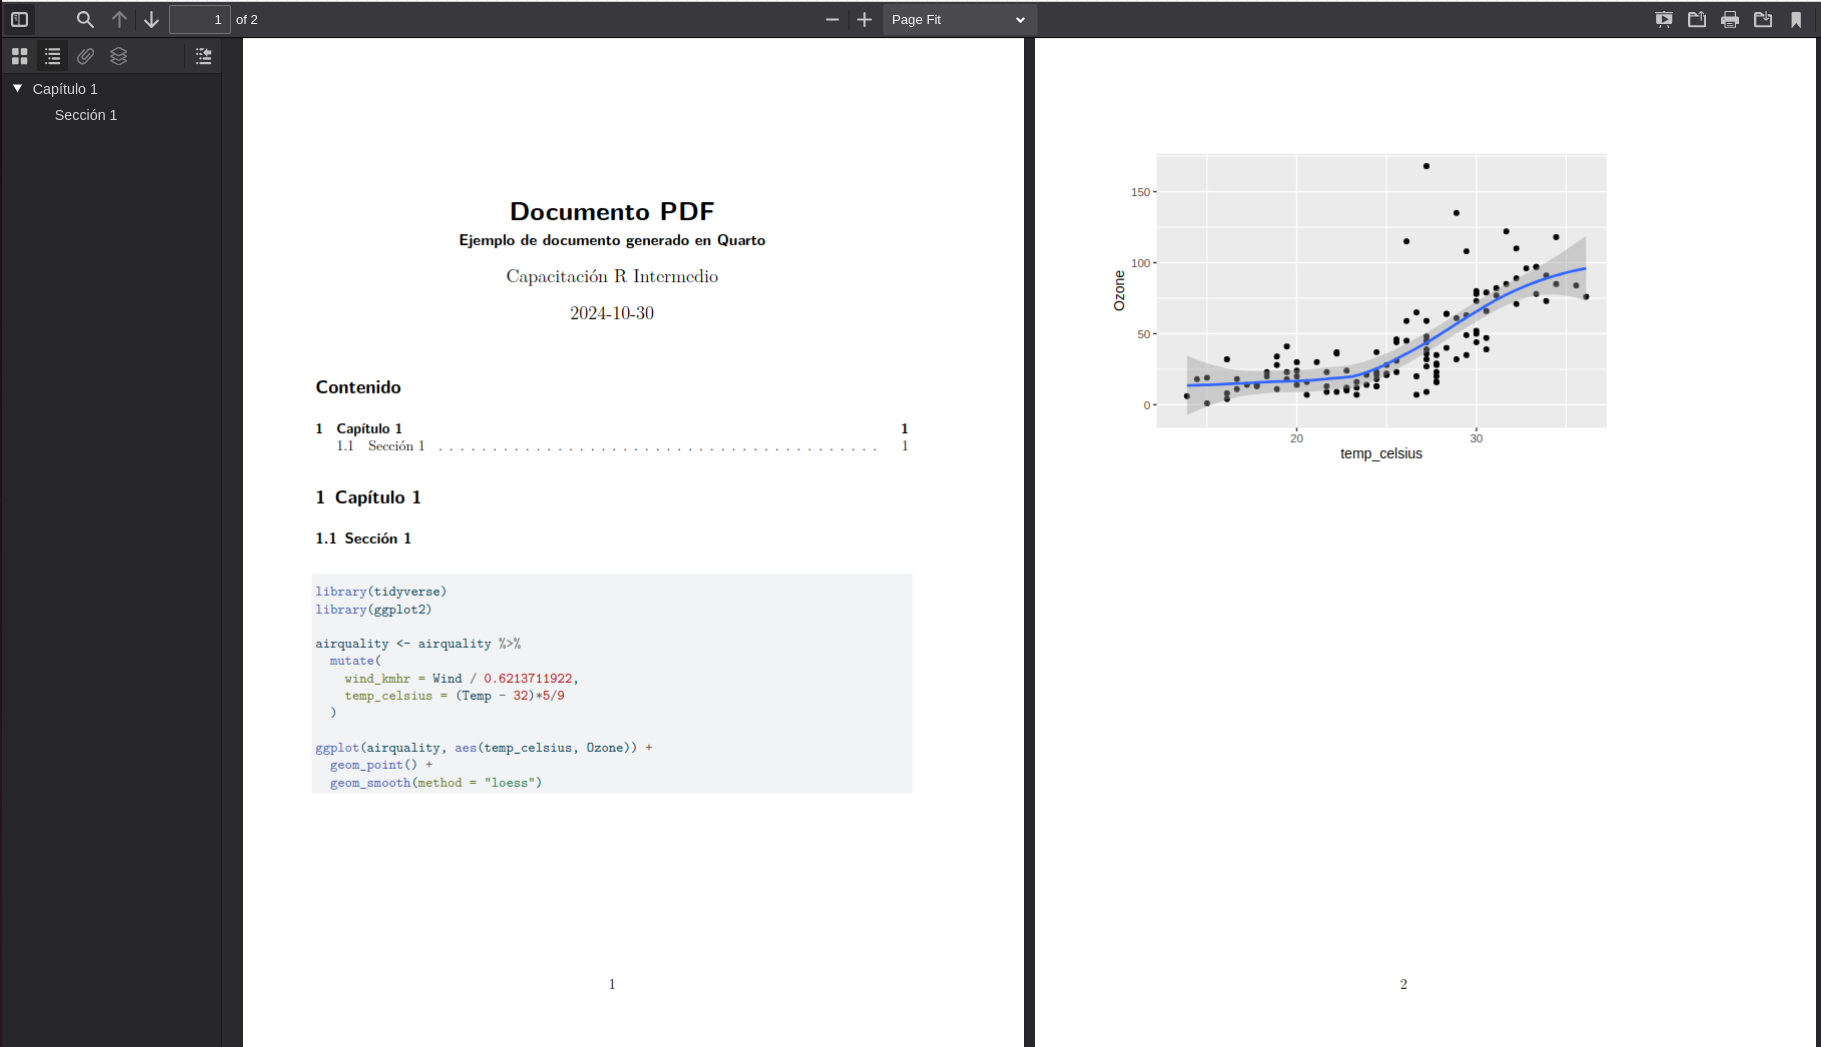 1 of 2
Page Fit
Capítulo 1
Sección 1
Documento PDF
Ejemplo de documento generado en Quarto
Capacitación R Intermedio
2024-10-30
Contenido
1 Capítulo 1 1
1.1 Sección 1 . . . . . . . . . . . . . . . . . . . . . . . . . . . . . . . . . . . . . . . . . 1
1 Capítulo 1
1.1 Sección 1
library(tidyverse)
library(ggplot2)
airquality <- airquality %>%
mutate(
wind_kmhr = Wind / 0.6213711922,
temp_celsius = (Temp - 32)*5/9
)
ggplot(airquality, aes(temp_celsius, Ozone)) +
geom_point() +
geom_smooth(method = "loess")
1
150
100
50
0
Ozone
20 30
temp_celsius
2